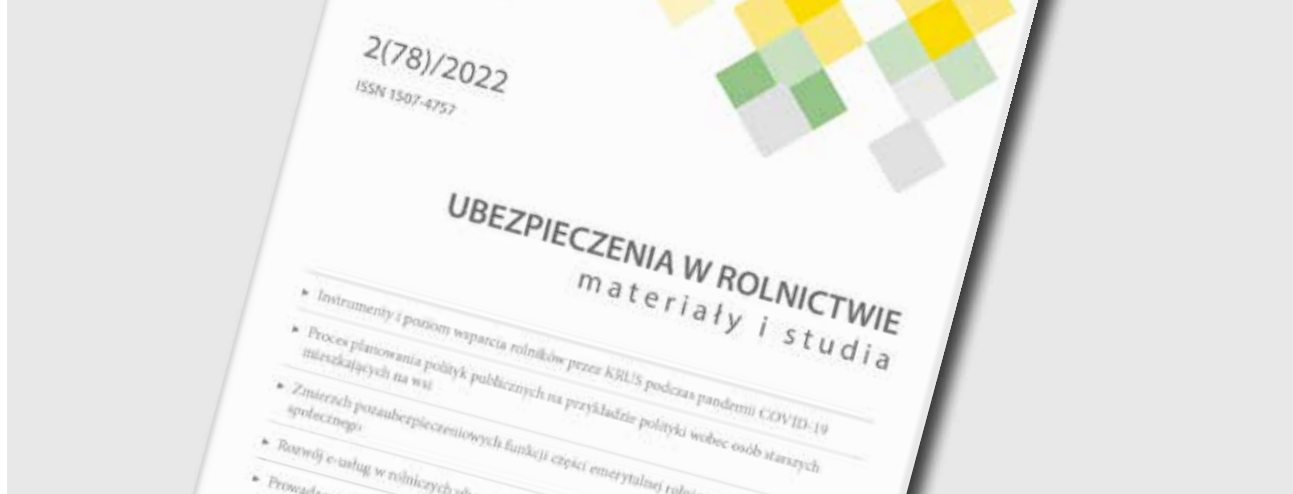 2(78)/2022
ISSN 1507-4757
UBEZPIECZENIA W ROLNICTWIE
materiały i studia
▸ Instrumenty i poziom wsparcia rolników przez KRUS podczas pandemii COVID-19
▸ Proces planowania polityk publicznych na przykładzie polityki wobec osób starszych
mieszkających na wsi
▸ Zmierzch pozaubezpieczeniowych funkcji części emerytalnej
społecznego
▸ Rozwój e-usług w rolniczych
▸